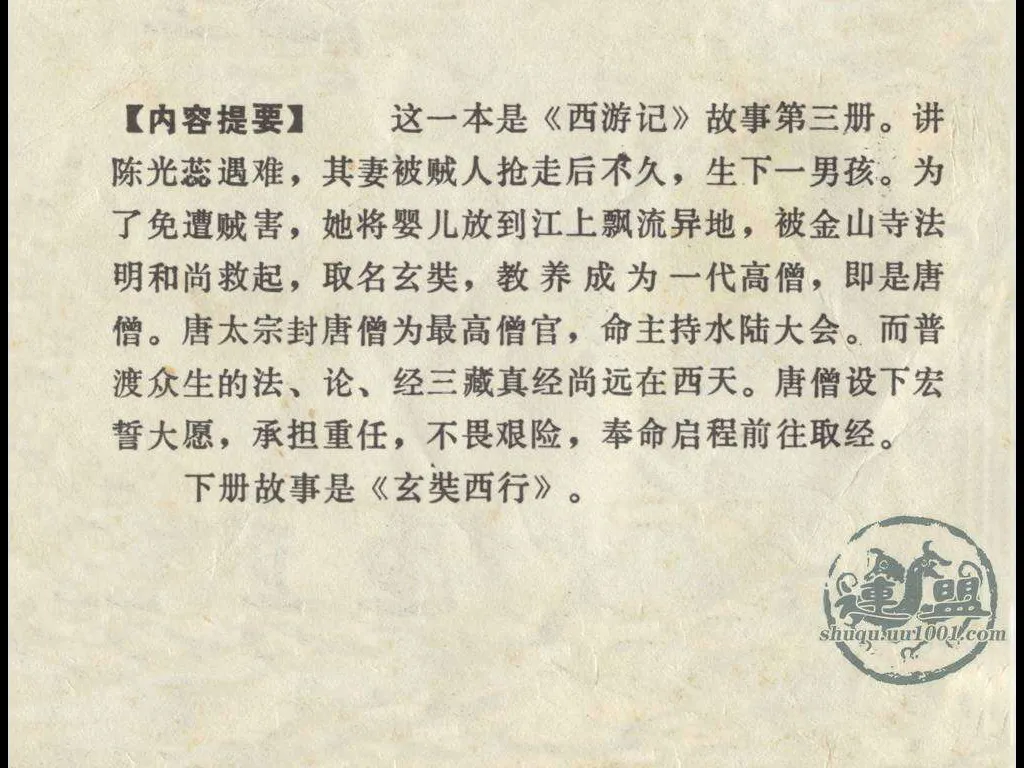 【内容提要】 这一本是《西游记》故事第三册。讲
陈光蕊遇难，其妻被贼人抢走后不久，生下一男孩。为
了免遭贼害，她将婴儿放到江上飘流异地，被金山寺法
明和尚救起，取名玄奘，教养成为一代高僧，即是唐
僧。唐太宗封唐僧为最高僧官，命主持水陆大会。而普
渡众生的法、论、经三藏真经尚远在西天。唐僧设下宏
誓大愿，承担重任，不畏艰险，奉命启程前往取经。
下册故事是《玄奘西行》。
連盟
shuqu.uu1001.com